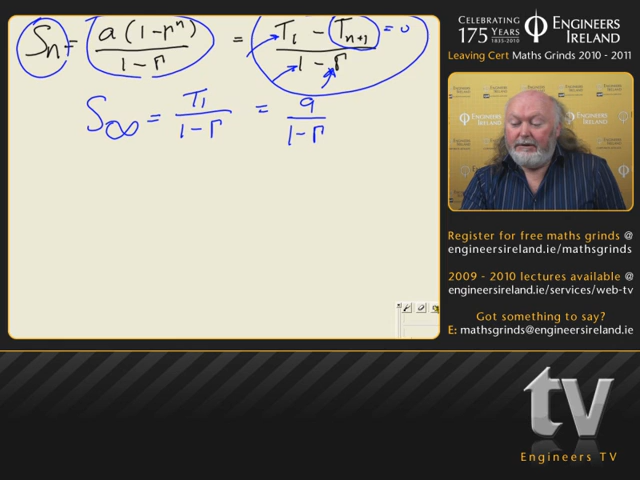 Sn = a(1-rⁿ)/(1-r) = (T₁ - Tₙ₊₁)/(1-r) = 0
S∞ = T₁/(1-r) = a/(1-r)
CELEBRATING
175 YEARS
1835-2010
ENGINEERS
IRELAND
Leaving Cert Maths Grinds 2010 - 2011
Register for free maths grinds @
engineersireland.ie/mathsgrinds
2009 - 2010 lectures available @
engineersireland.ie/services/web-tv
Got something to say?
E: mathsgrinds@engineersireland.ie
tv
Engineers TV